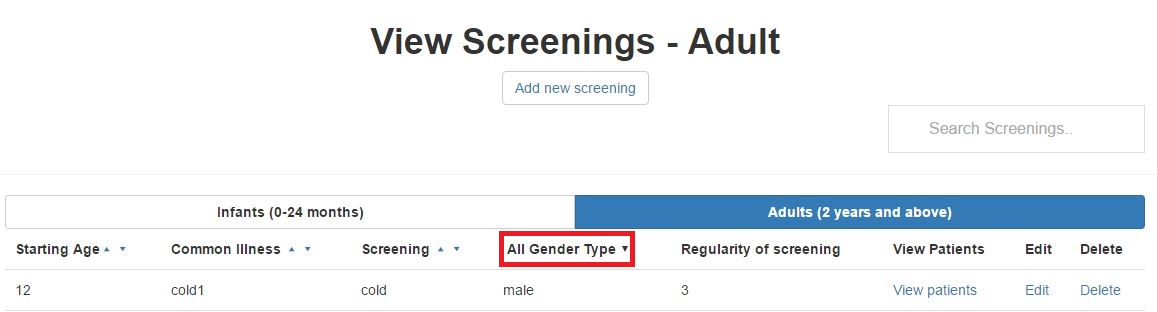 View Screenings - Adult
Add new screening
Search Screenings..
Infants (0-24 months) Adults (2 years and above)
Starting Age Common Illness Screening All Gender Type Regularity of screening View Patients Edit Delete
12 cold1 cold male 3 View patients Edit Delete